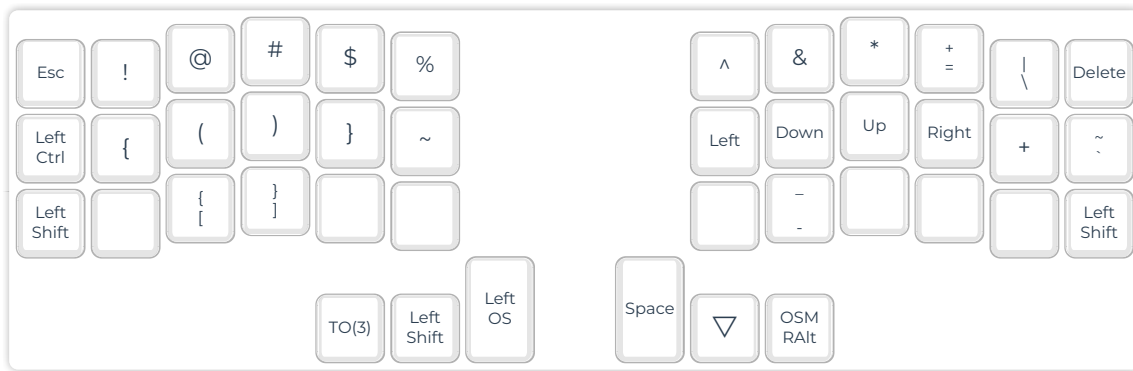 Esc ! @ # $ % ^ & * + | Delete
= \
Left Ctrl { ( ) } ~ Left Down Up Right + ~
`
Left Shift { } _ Left Shift
[ ] -
TO(3) Left Shift Left OS Space ▽ OSM RAlt